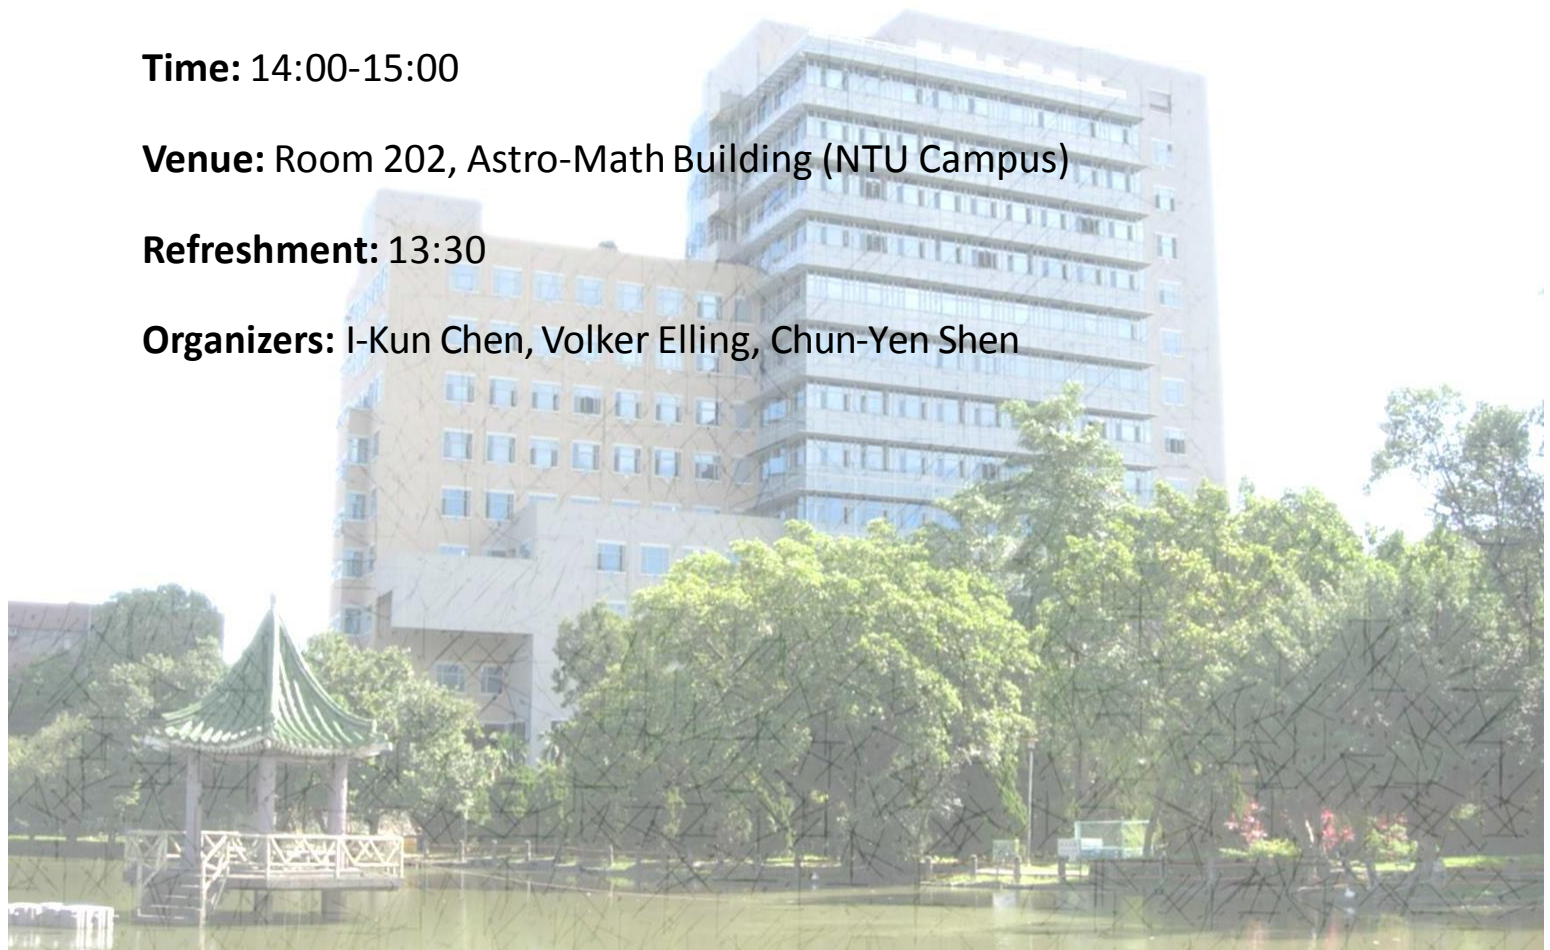 Time: 14:00-15:00
Venue: Room 202, Astro-Math Building (NTU Campus)
Refreshment: 13:30
Organizers: I-Kun Chen, Volker Elling, Chun-Yen Shen